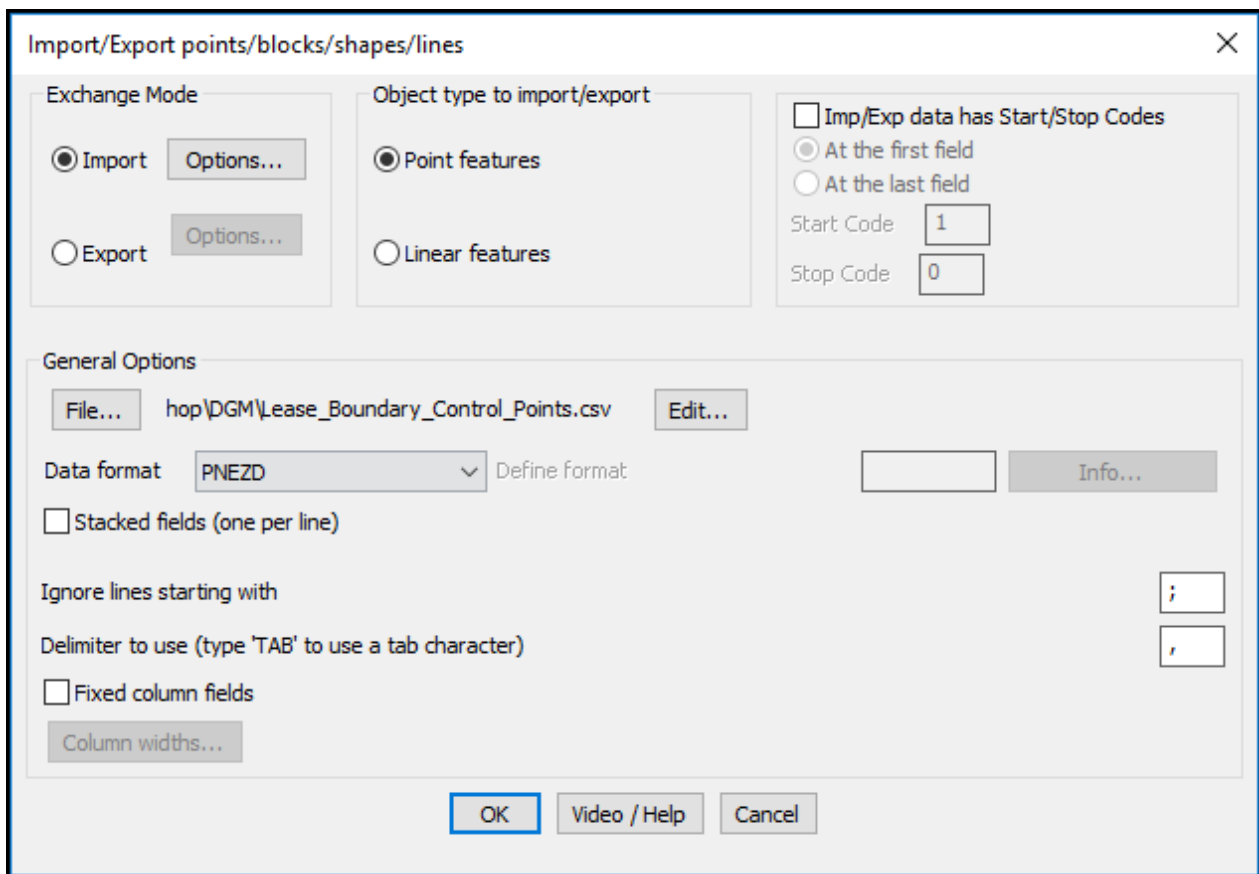 Import/Export points/blocks/shapes/lines
Exchange Mode
Import
Options...
Export
Options...
Object type to import/export
Point features
Linear features
Imp/Exp data has Start/Stop Codes
At the first field
At the last field
Start Code 1
Stop Code 0
General Options
File... hop\DGM\Lease_Boundary_Control_Points.csv Edit...
Data format PNEZD Define format Info...
Stacked fields (one per line)
Ignore lines starting with ;
Delimiter to use (type 'TAB' to use a tab character) ,
Fixed column fields
Column widths...
OK Video / Help Cancel